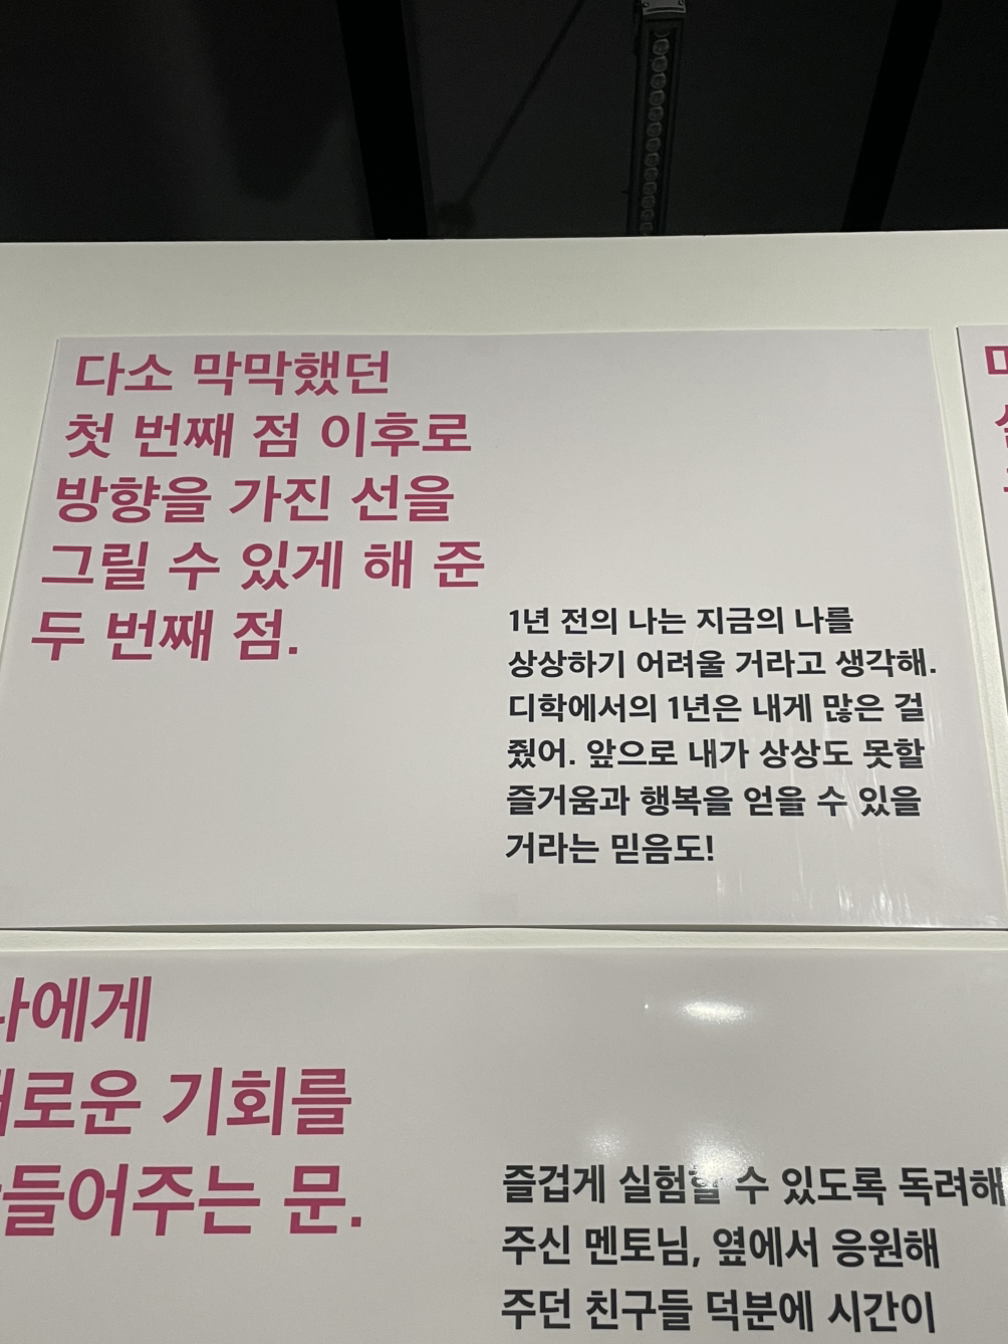 다소 막막했던
첫 번째 점 이후로
방향을 가진 선을
그릴 수 있게 해 준
두 번째 점.
1년 전의 나는 지금의 나를
상상하기 어려울 거라고 생각해.
디학에서의 1년은 내게 많은 걸
줬어. 앞으로 내가 상상도 못할
즐거움과 행복을 얻을 수 있을
거라는 믿음도!
나에게
기회를
문.
즐겁게 실험할 수 있도록 독려해
주신 멘토님, 옆에서 응원해
주던 친구들 덕분에 시간이